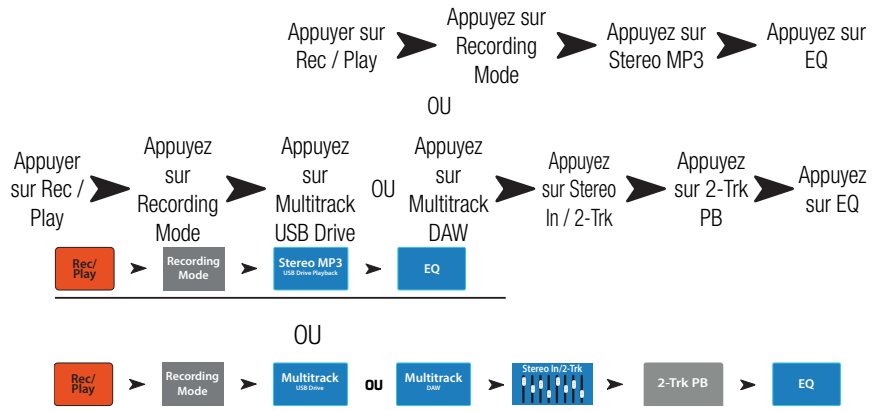 Appuyer sur
Rec / Play
Appuyez sur
Recording
Mode
Appuyez sur
Stereo MP3
Appuyez sur
EQ
OU
Appuyer
sur Rec /
Play
Appuyez
sur
Recording
Mode
Appuyez
sur
Multitrack
USB Drive
OU
Appuyez
sur
Multitrack
DAW
Appuyez
sur Stereo
In / 2-Trk
Appuyez
sur 2-Trk
PB
Appuyez
sur EQ
Rec/
Play
Recording
Mode
Stereo MP3
USB Drive Playback
EQ
OU
Rec/
Play
Recording
Mode
Multitrack
USB Drive
OU
Multitrack
DAW
Stereo In/2-Trk
2-Trk PB
EQ